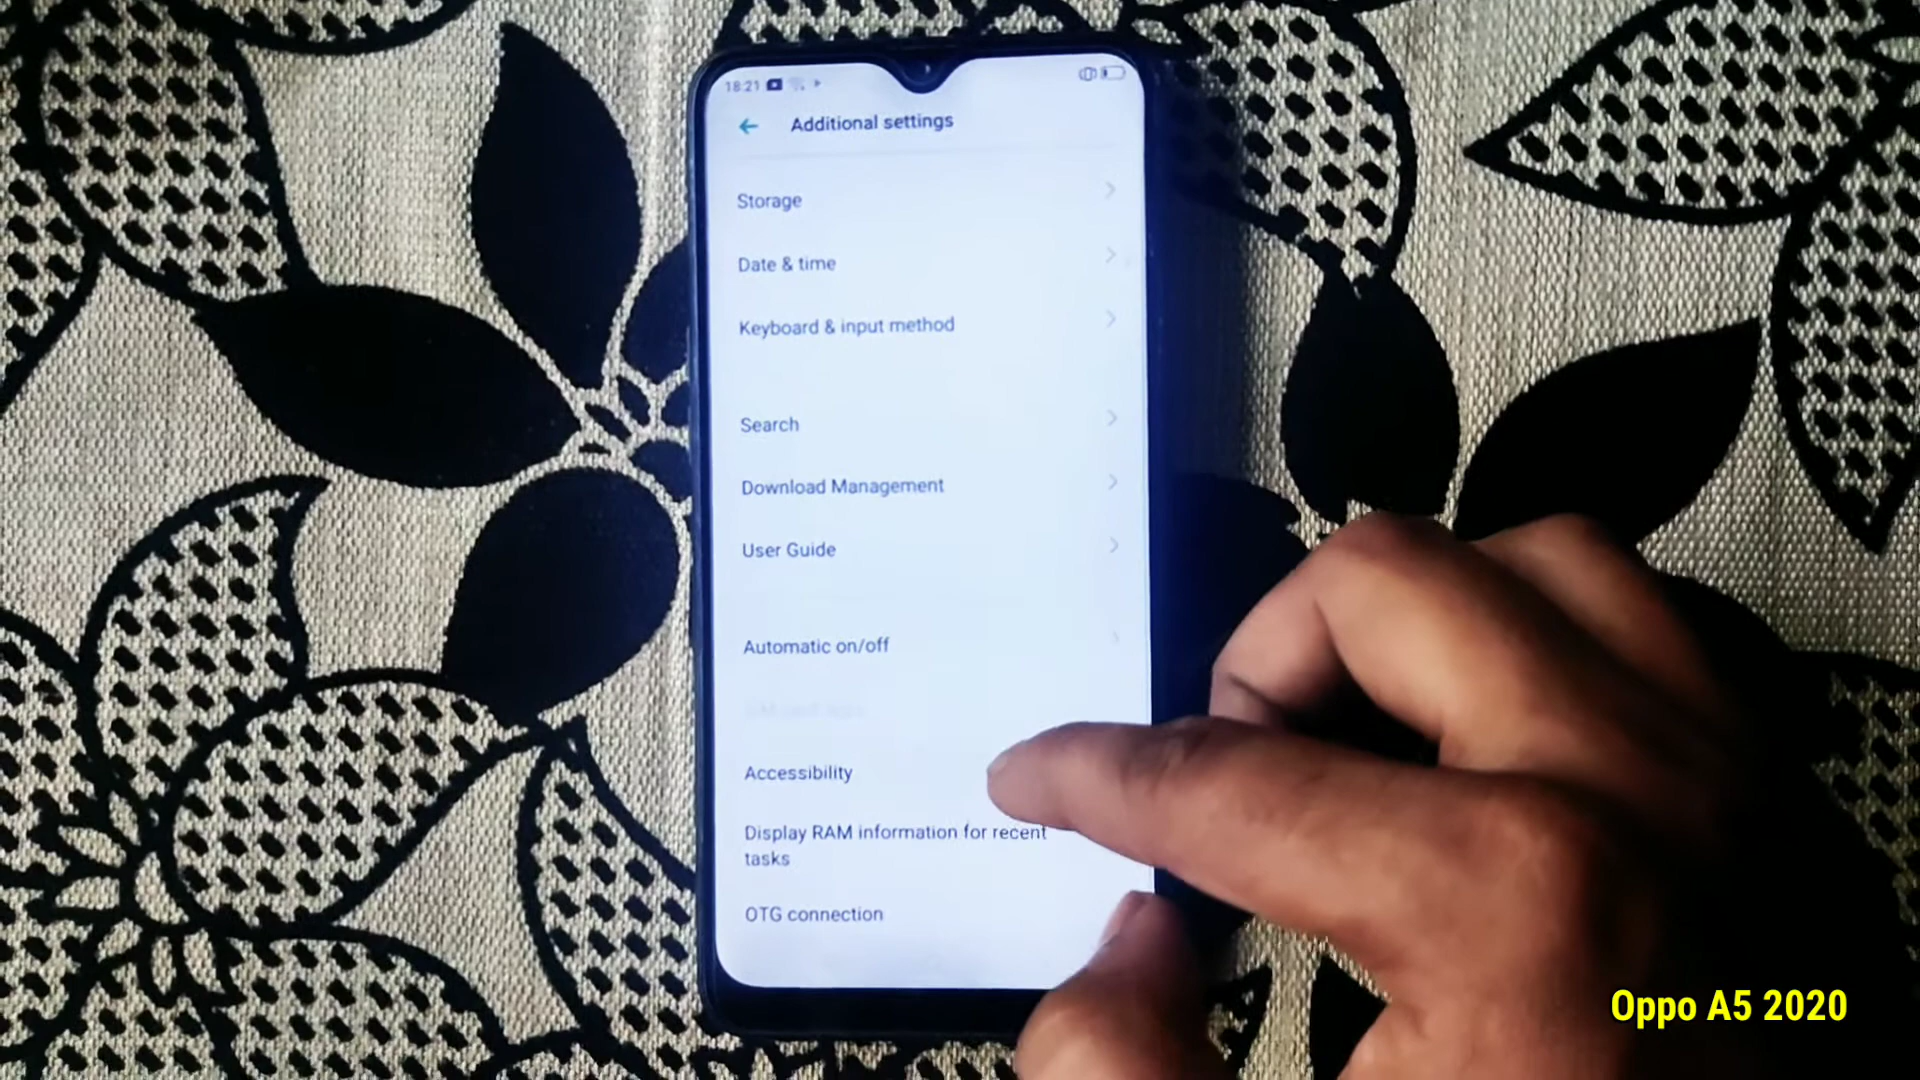 18:21
Additional settings
Storage
Date & time
Keyboard & input method
Search
Download Management
User Guide
Automatic on/off
Accessibility
Display RAM information for recent
tasks
OTG connection
Oppo A5 2020